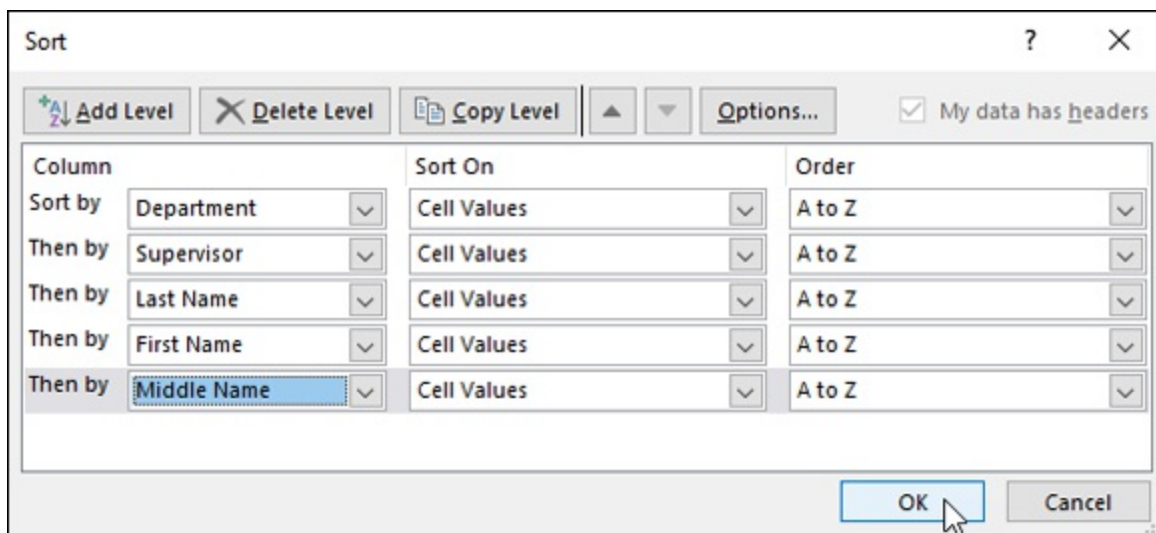 Sort ?
Add Level Delete Level Copy Level Options... My data has headers
Column Sort On Order
Sort by Department Cell Values A to Z
Then by Supervisor Cell Values A to Z
Then by Last Name Cell Values A to Z
Then by First Name Cell Values A to Z
Then by Middle Name Cell Values A to Z
OK Cancel